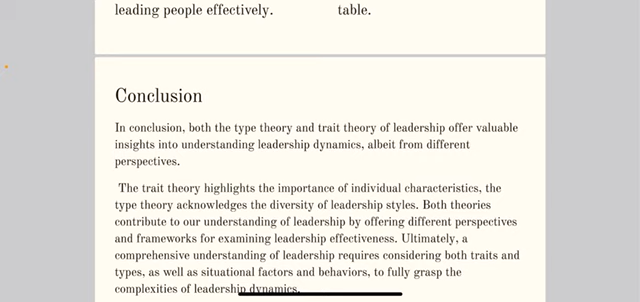 leading people effectively.
table.
Conclusion
In conclusion, both the type theory and trait theory of leadership offer valuable
insights into understanding leadership dynamics, albeit from different
perspectives.
The trait theory highlights the importance of individual characteristics, the
type theory acknowledges the diversity of leadership styles. Both theories
contribute to our understanding of leadership by offering different perspectives
and frameworks for examining leadership effectiveness. Ultimately, a
comprehensive understanding of leadership requires considering both traits and
types, as well as situational factors and behaviors, to fully grasp the
complexities of leadership dynamics.